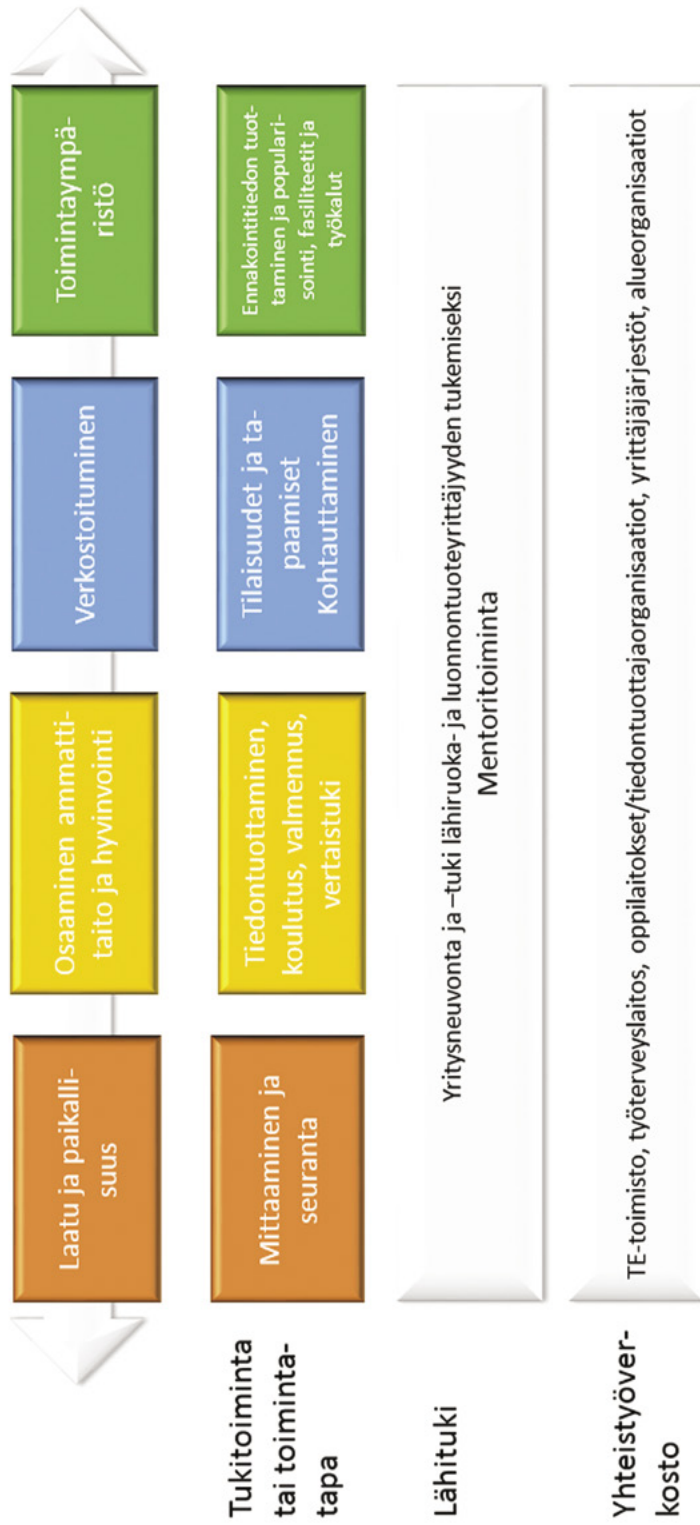 Laatu ja paikalli-
suus
Osaaminen ammatti-
taito ja hyvinvointi
Verkostoituminen
Toimintaympä-
ristö
Tukitoiminta
tai toiminta-
tapa
Mittaaminen ja
seuranta
Tiedontuottaminen,
koulutus, valmennus,
vertaistuki
Tilaisuudet ja ta-
paamiset
Kohtauttaminen
Ennakointitiedon tuot-
taminen ja populari-
sointi, fasiliteetit ja
työkalut
Lähituki
Yritysneuvonta ja –tuki lähiruoka- ja luonnontuoteyrittäjyyden tukemiseksi
Mentoritoiminta
Yhteistyöver-
kosto
TE-toimisto, työterveyslaitos, oppilaitokset/tiedontuottajaorganisaatiot, yrittäjäjärjestöt, alueorganisaatiot